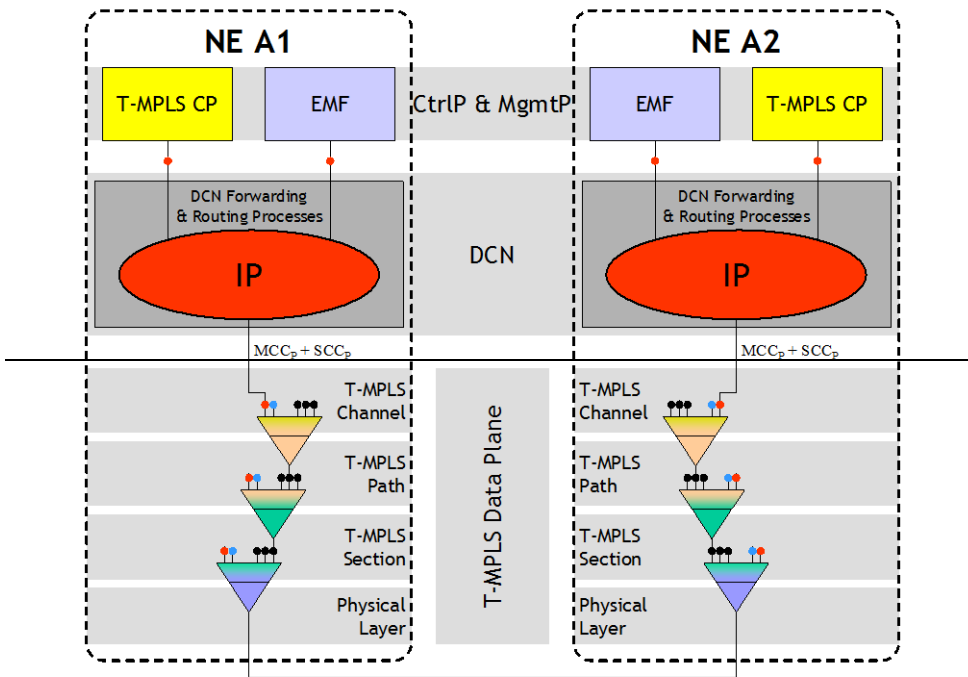 NE A1
NE A2
T-MPLS CP
EMF
CtrlP & MgmtP
EMF
T-MPLS CP
DCN Forwarding
& Routing Processes
IP
DCN
DCN Forwarding
& Routing Processes
IP
MCCP + SCCP
MCCP + SCCP
T-MPLS
Channel
T-MPLS
Path
T-MPLS
Section
Physical
Layer
T-MPLS Data Plane
T-MPLS
Channel
T-MPLS
Path
T-MPLS
Section
Physical
Layer